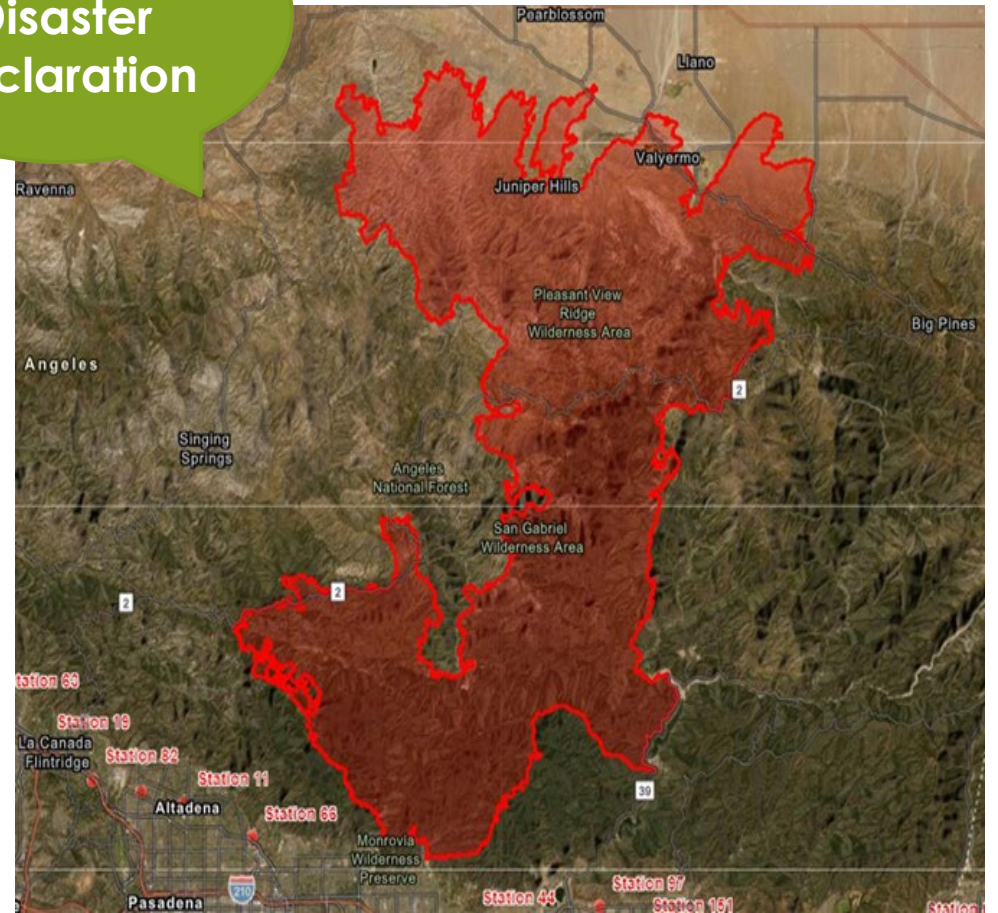 Disaster
claration
Pearblossom
Llano
Valyermo
Juniper Hills
Ravenna
Pleasant View
Ridge
Wilderness Area
Big Pines
Angeles
2
Singing
Springs
Angeles
National Forest
San Gabriel
Wilderness Area
2
2
tation 63
Station 19
La Canada
Flintridge
Station 82
Station 11
Altadena
Station 66
39
Monrovia
Wilderness
Preserve
210
Pasadena
Station 44
Station 97
Station 151
Station